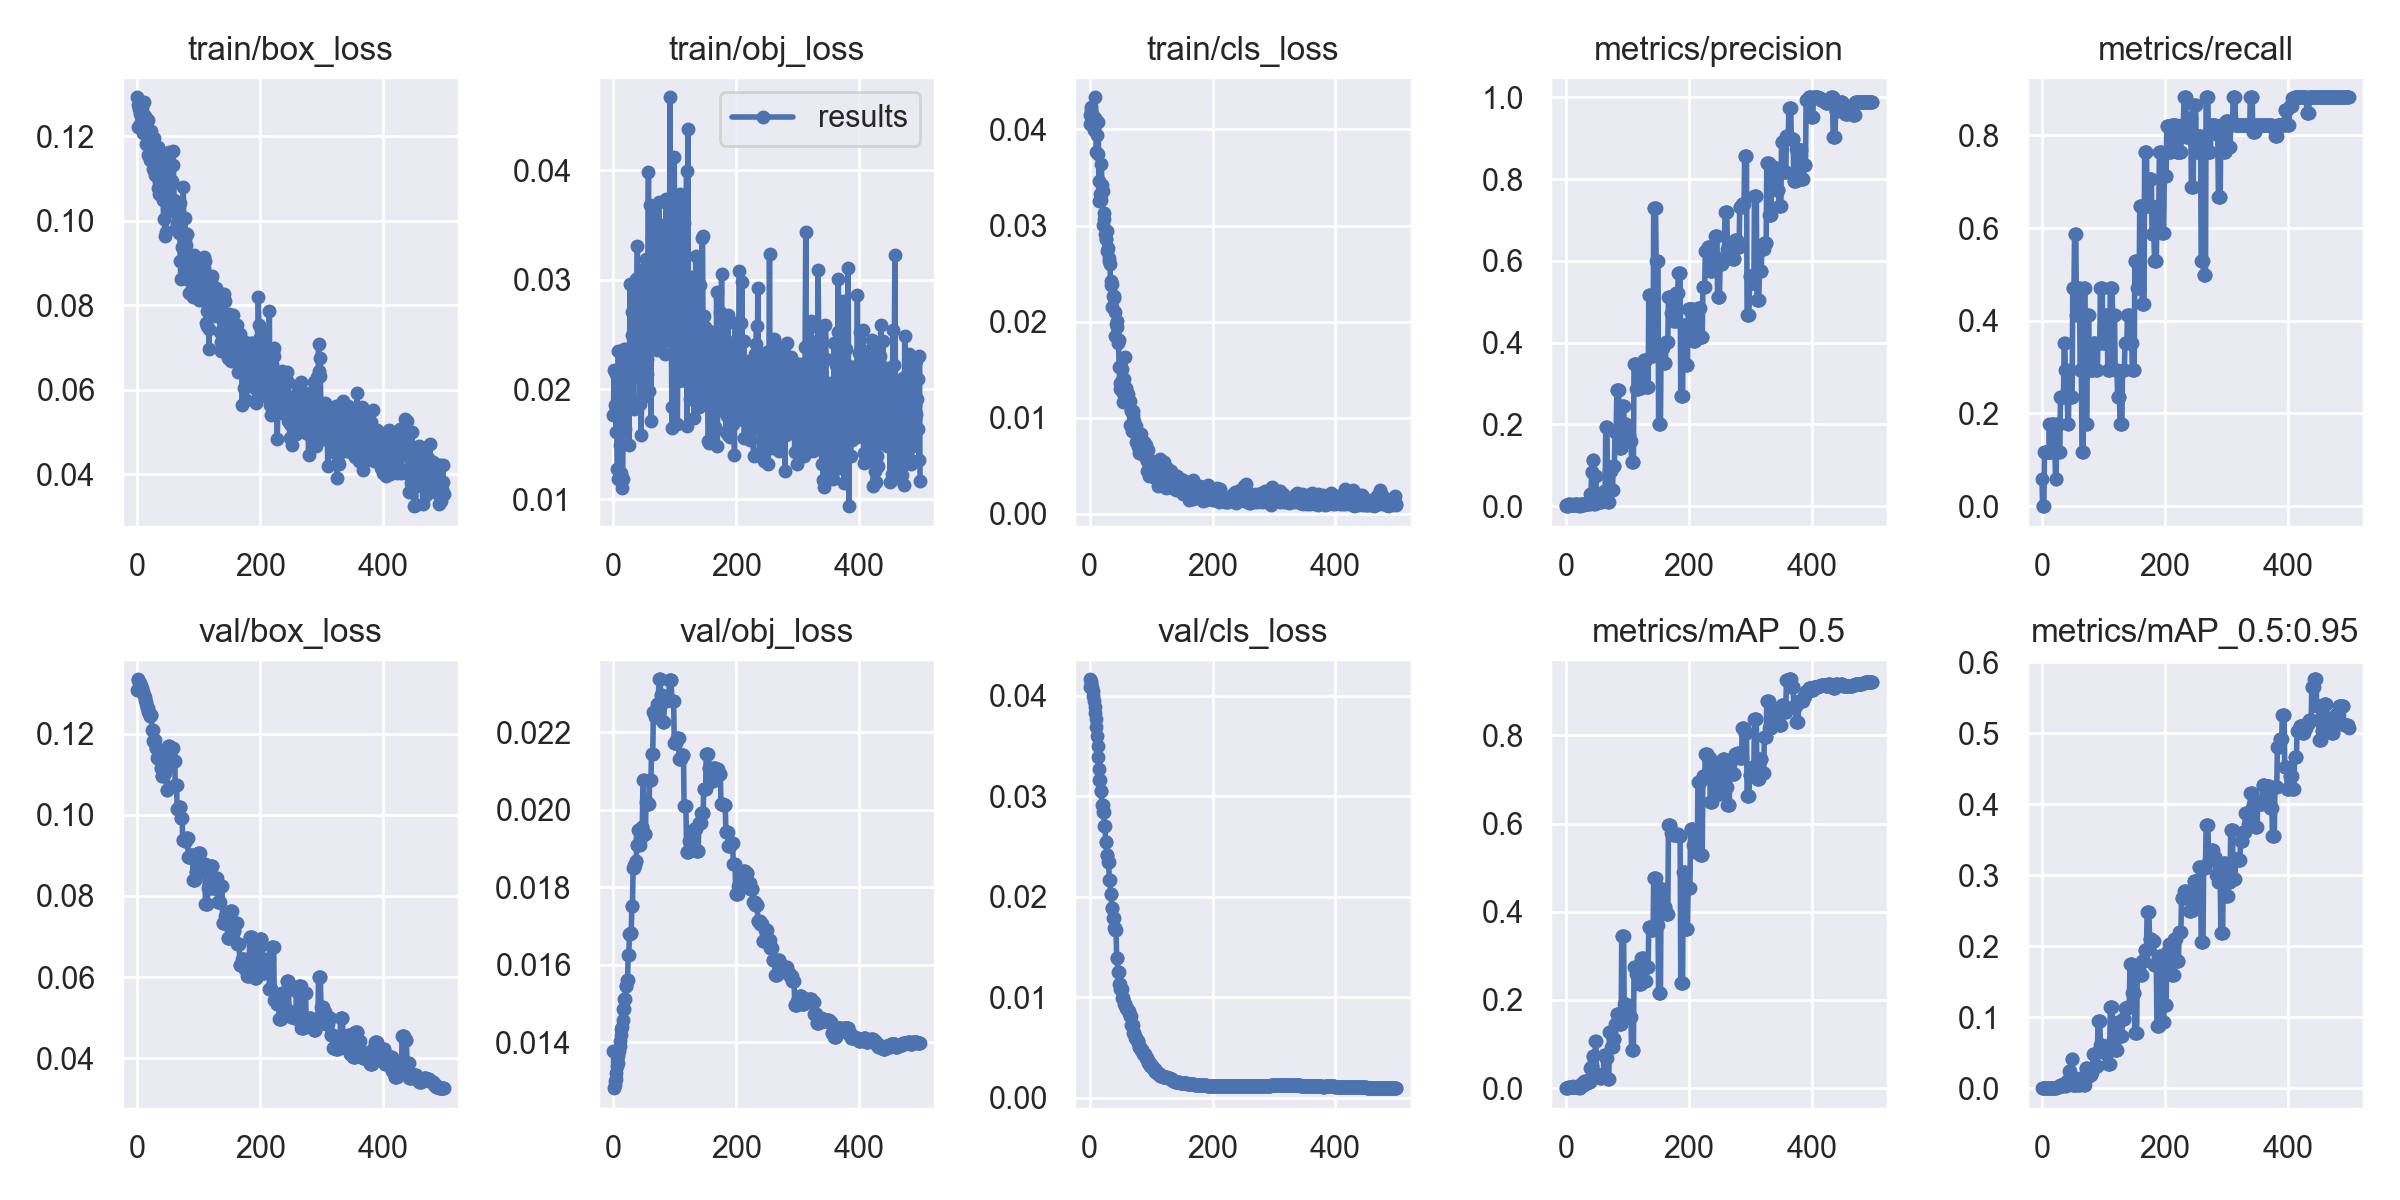 train/box_loss
0.12
0.10
0.08
0.06
0.04
0 200 400
train/obj_loss
results
0.04
0.03
0.02
0.01
0 200 400
train/cls_loss
0.04
0.03
0.02
0.01
0.00
0 200 400
metrics/precision
1.0
0.8
0.6
0.4
0.2
0.0
0 200 400
metrics/recall
0.8
0.6
0.4
0.2
0.0
0 200 400
val/box_loss
0.12
0.10
0.08
0.06
0.04
0 200 400
val/obj_loss
0.022
0.020
0.018
0.016
0.014
0 200 400
val/cls_loss
0.04
0.03
0.02
0.01
0.00
0 200 400
metrics/mAP_0.5
0.8
0.6
0.4
0.2
0.0
0 200 400
metrics/mAP_0.5:0.95
0.6
0.5
0.4
0.3
0.2
0.1
0.0
0 200 400